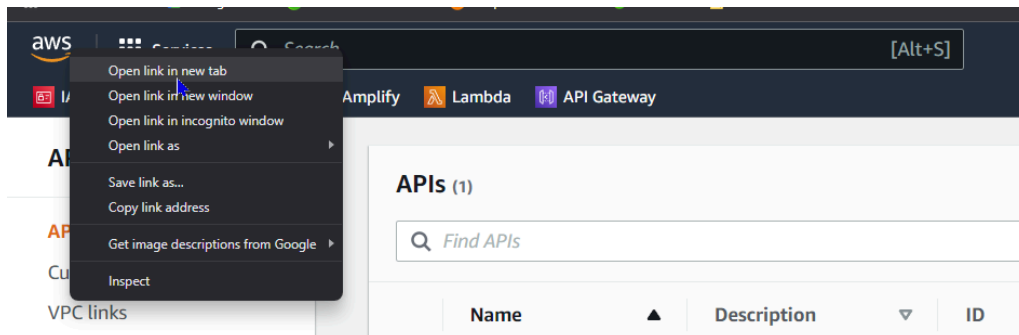 aws
Search
[Alt+S]
Amplify
Lambda
API Gateway
Open link in new tab
Open link in new window
Open link in incognito window
Open link as
Save link as...
Copy link address
Get image descriptions from Google
Inspect
VPC links
APIs (1)
Find APIs
Name
Description
ID